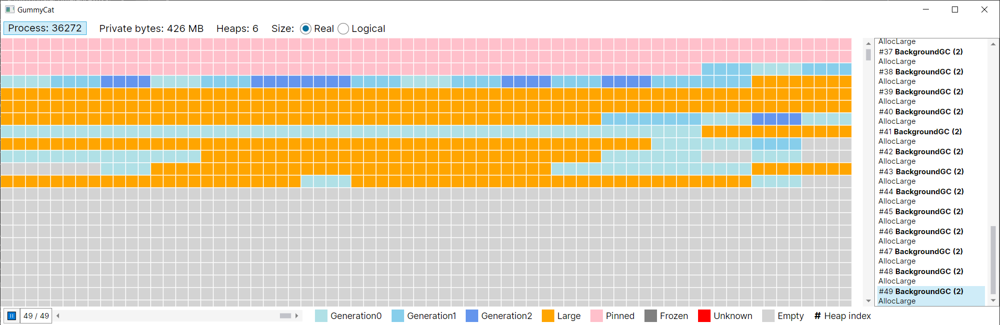 GummyCat
Process: 36272 Private bytes: 426 MB Heaps: 6 Size: Real Logical
AllocLarge
#37 BackgroundGC (2)
AllocLarge
#38 BackgroundGC (2)
AllocLarge
#39 BackgroundGC (2)
AllocLarge
#40 BackgroundGC (2)
AllocLarge
#41 BackgroundGC (2)
AllocLarge
#42 BackgroundGC (2)
AllocLarge
#43 BackgroundGC (2)
AllocLarge
#44 BackgroundGC (2)
AllocLarge
#45 BackgroundGC (2)
AllocLarge
#46 BackgroundGC (2)
AllocLarge
#47 BackgroundGC (2)
AllocLarge
#48 BackgroundGC (2)
AllocLarge
#49 BackgroundGC (2)
AllocLarge
49 / 49 Generation0 Generation1 Generation2 Large Pinned Frozen Unknown Empty # Heap index